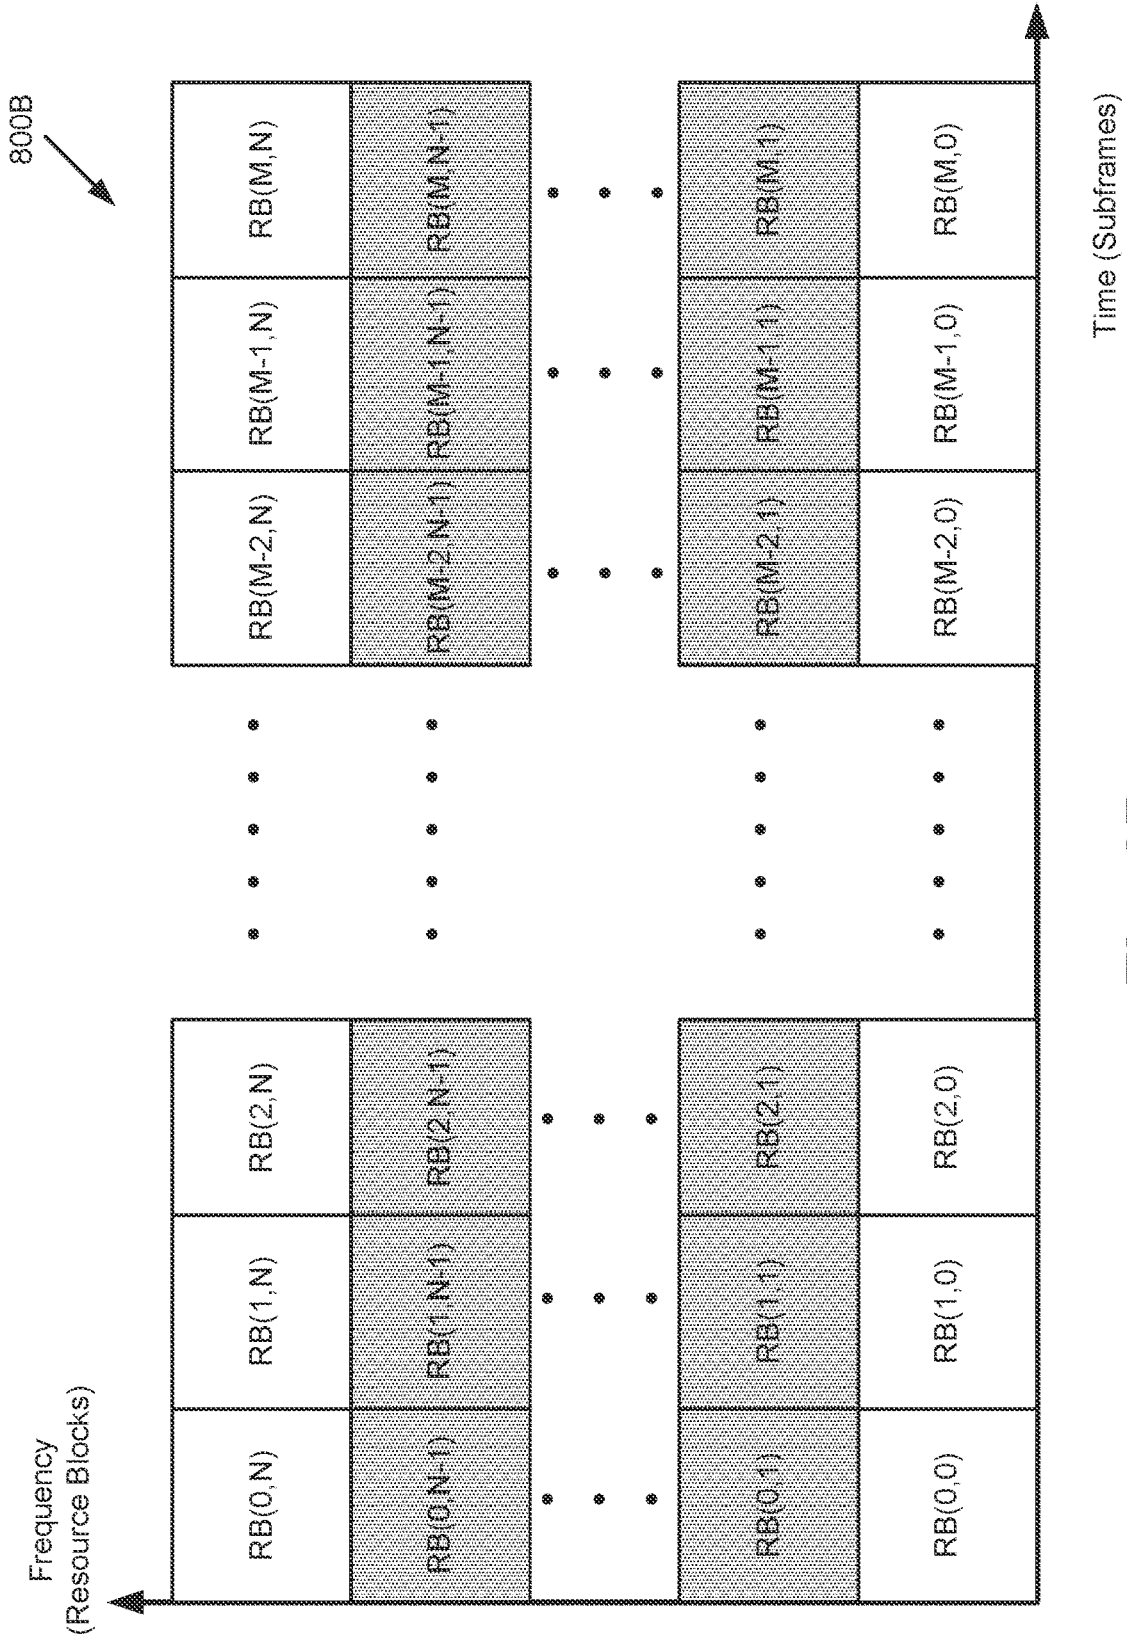 800B
Frequency
(Resource Blocks)
RB(0,N) RB(1,N) RB(2,N) RB(M-2,N) RB(M-1,N) RB(M,N)
RB(0,N-1) RB(1,N-1) RB(2,N-1) RB(M-2,N-1) RB(M-1,N-1) RB(M,N-1)
RB(0,1) RB(1,1) RB(2,1) RB(M-2,1) RB(M-1,1) RB(M,1)
RB(0,0) RB(1,0) RB(2,0) RB(M-2,0) RB(M-1,0) RB(M,0)
Time (Subframes)